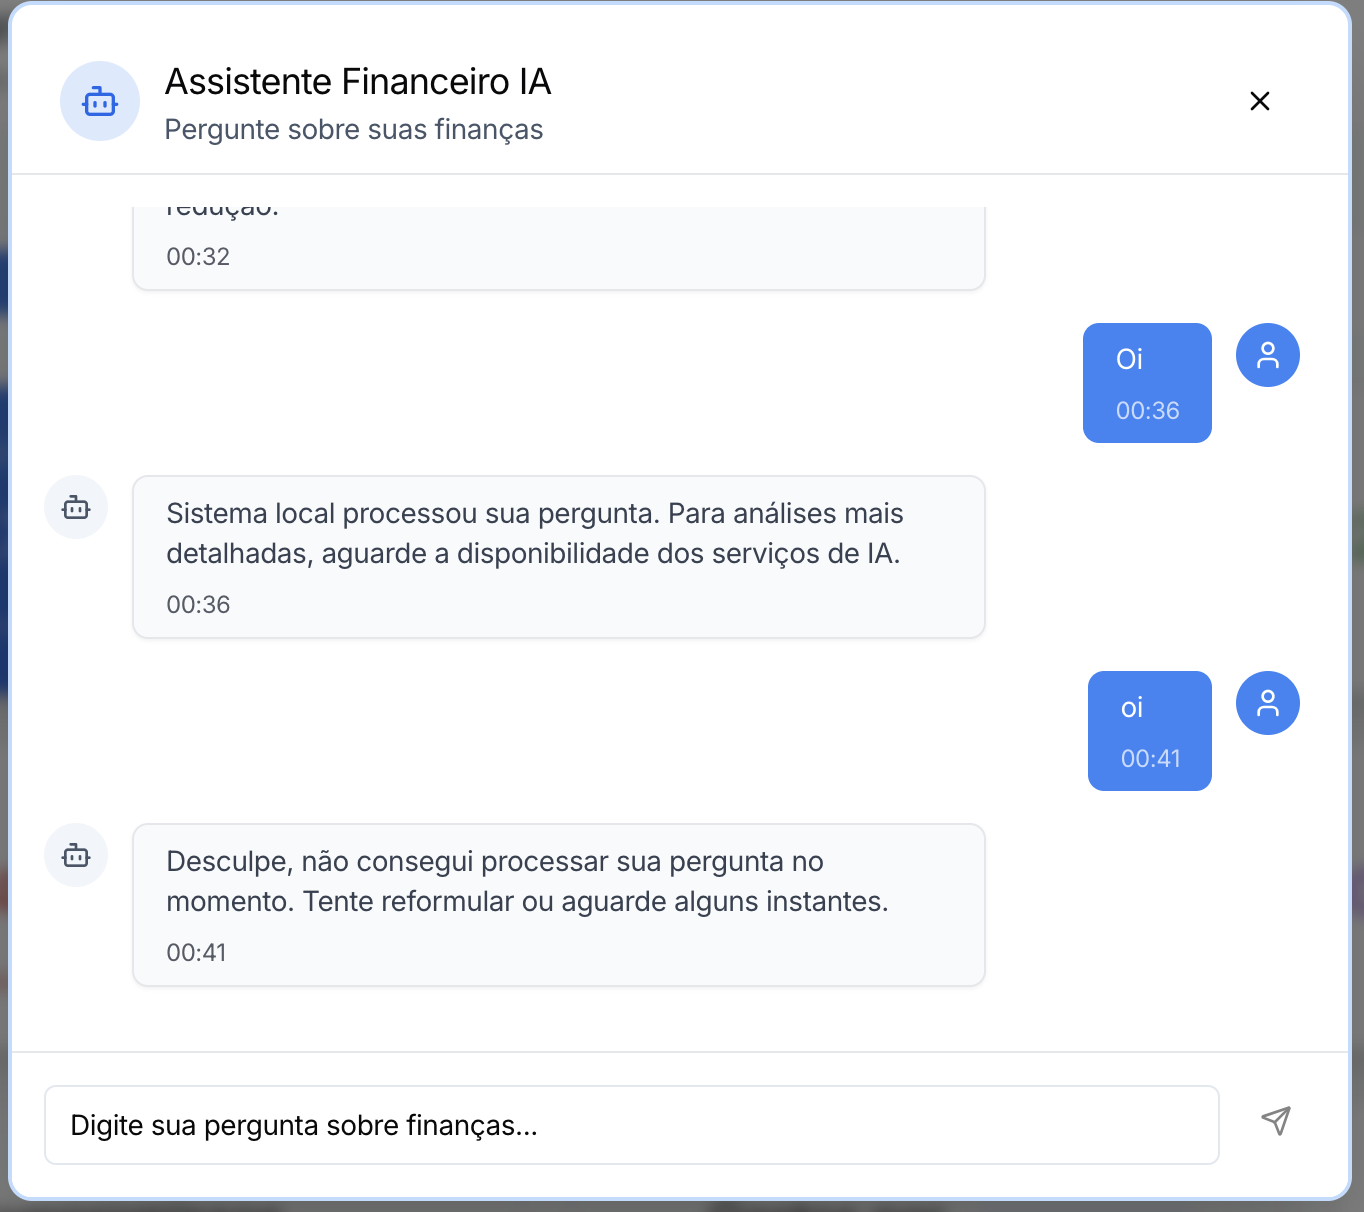 Assistente Financeiro IA
Pergunte sobre suas finanças
redução.
00:32
Oi
00:36
Sistema local processou sua pergunta. Para análises mais
detalhadas, aguarde a disponibilidade dos serviços de IA.
00:36
oi
00:41
Desculpe, não consegui processar sua pergunta no
momento. Tente reformular ou aguarde alguns instantes.
00:41
Digite sua pergunta sobre finanças...